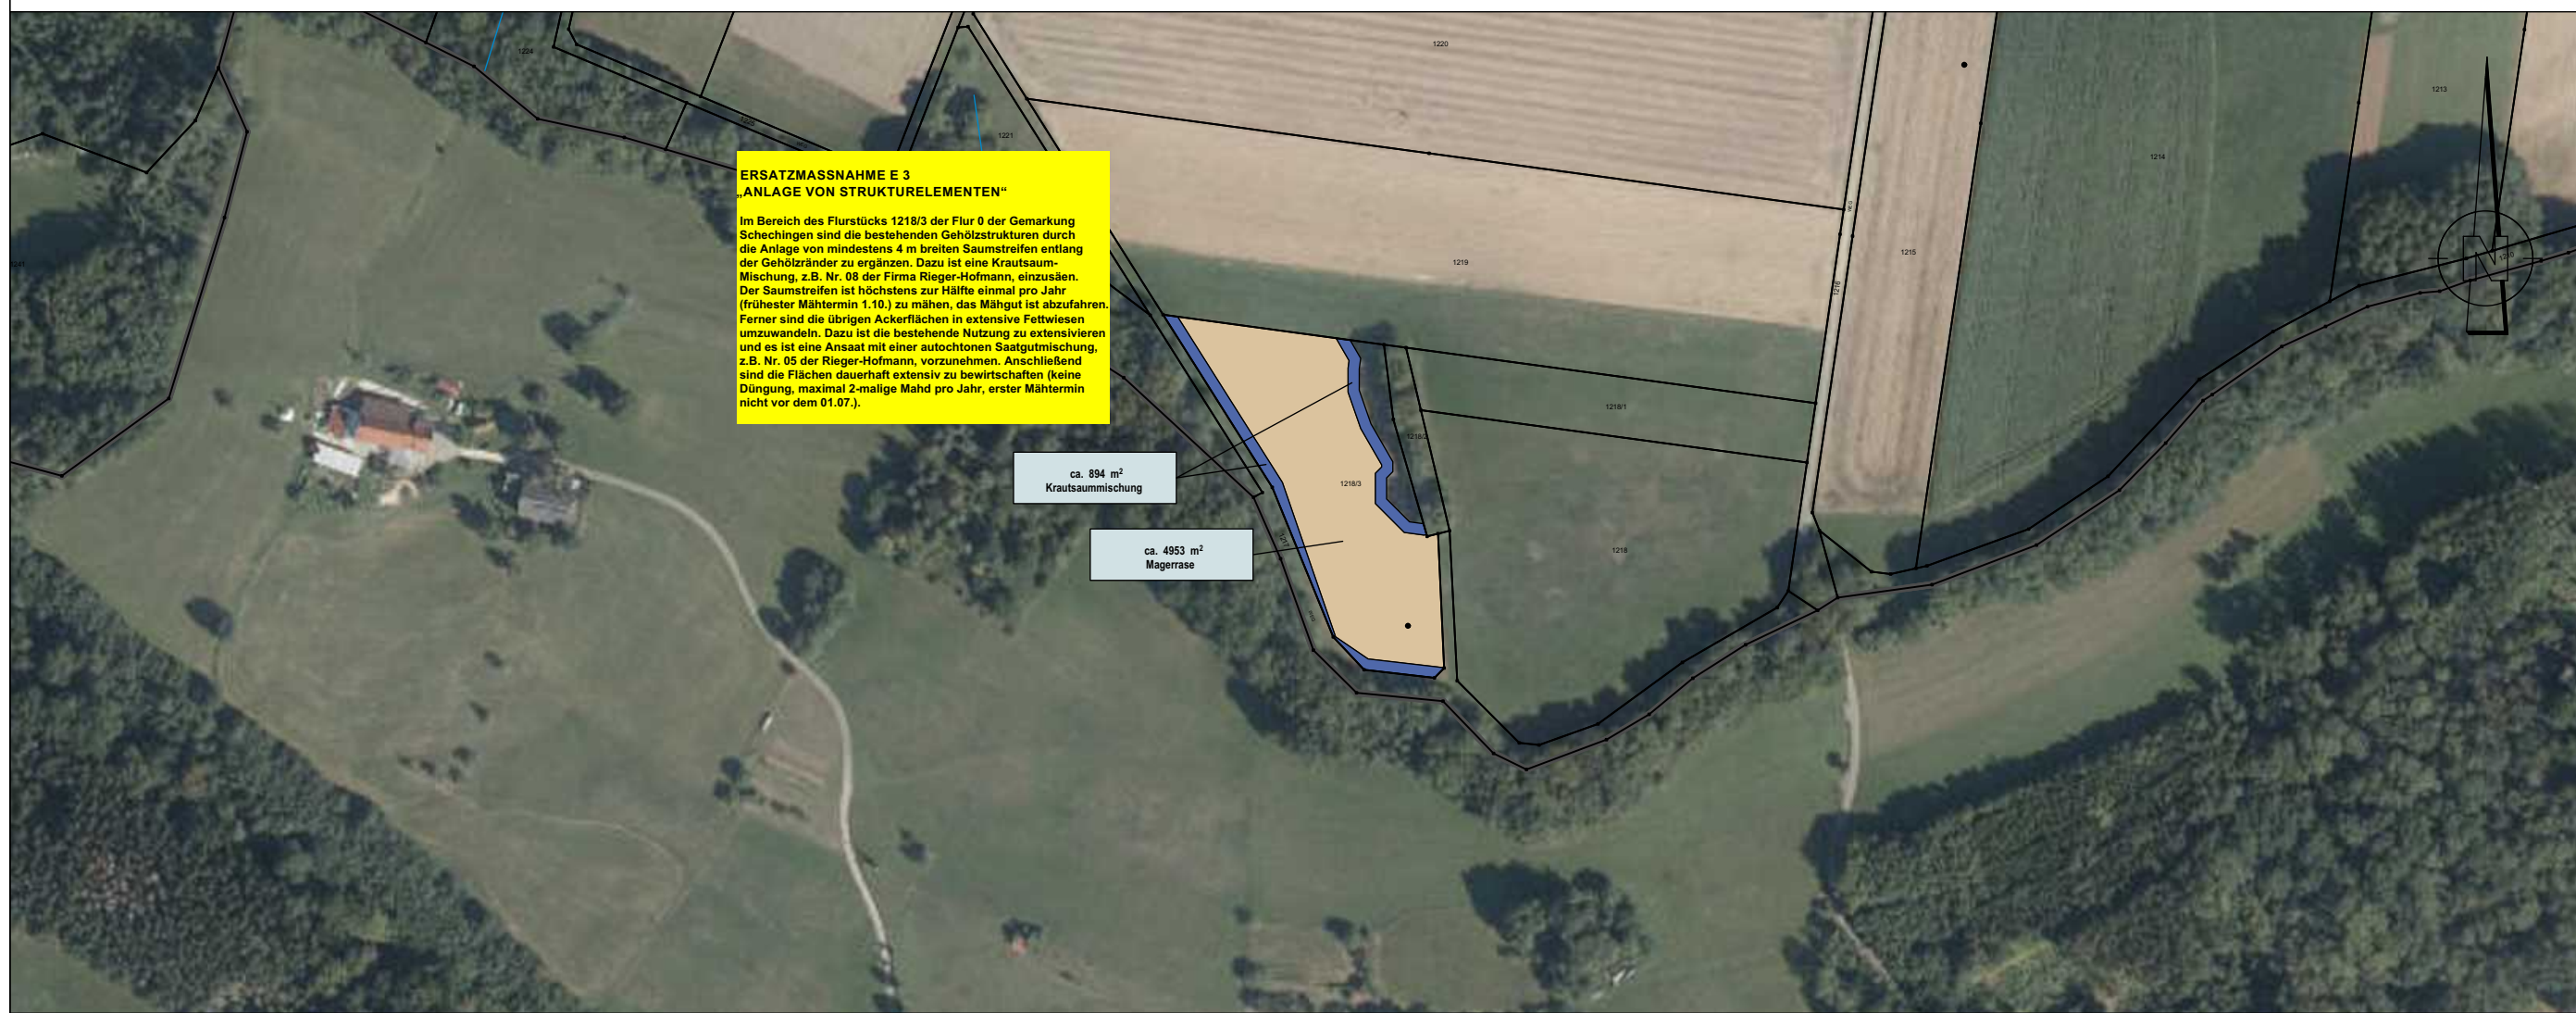 1220
1224
1213
1225
1221
1214
ERSATZMASSNAHME E 3
„ANLAGE VON STRUKTURELEMENTEN“
Im Bereich des Flurstücks 1218/3 der Flur 0 der Gemarkung
Schechingen sind die bestehenden Gehölzstrukturen durch
die Anlage von mindestens 4 m breiten Saumstreifen entlang
der Gehölzränder zu ergänzen. Dazu ist eine Krautsaum-
Mischung, z.B. Nr. 08 der Firma Rieger-Hofmann, einzusäen.
Der Saumstreifen ist höchstens zur Hälfte einmal pro Jahr
(frühester Mähtermin 1.10.) zu mähen, das Mähgut ist abzufahren.
Ferner sind die übrigen Ackerflächen in extensive Fettwiesen
umzuwandeln. Dazu ist die bestehende Nutzung zu extensivieren
und es ist eine Ansaat mit einer autochtonen Saatgutmischung,
z.B. Nr. 05 der Rieger-Hofmann, vorzunehmen. Anschließend
sind die Flächen dauerhaft extensiv zu bewirtschaften (keine
Düngung, maximal 2-malige Mahd pro Jahr, erster Mähtermin
nicht vor dem 01.07.).
1241
1219
1215
N
1210
1216
1218/1
1218/2
ca. 894 m²
Krautsaummischung
1218/3
1217
ca. 4953 m²
Magerrase
1218